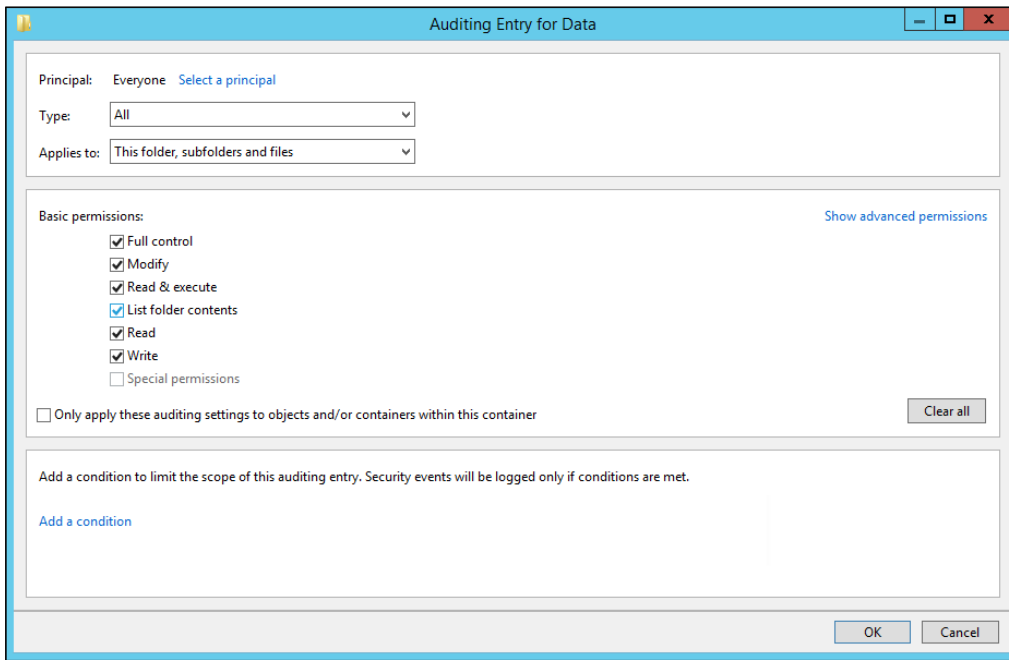 Auditing Entry for Data
Principal: Everyone Select a principal
Type: All
Applies to: This folder, subfolders and files
Basic permissions: Show advanced permissions
Full control
Modify
Read & execute
List folder contents
Read
Write
Special permissions
Only apply these auditing settings to objects and/or containers within this container Clear all
Add a condition to limit the scope of this auditing entry. Security events will be logged only if conditions are met.
Add a condition
OK Cancel